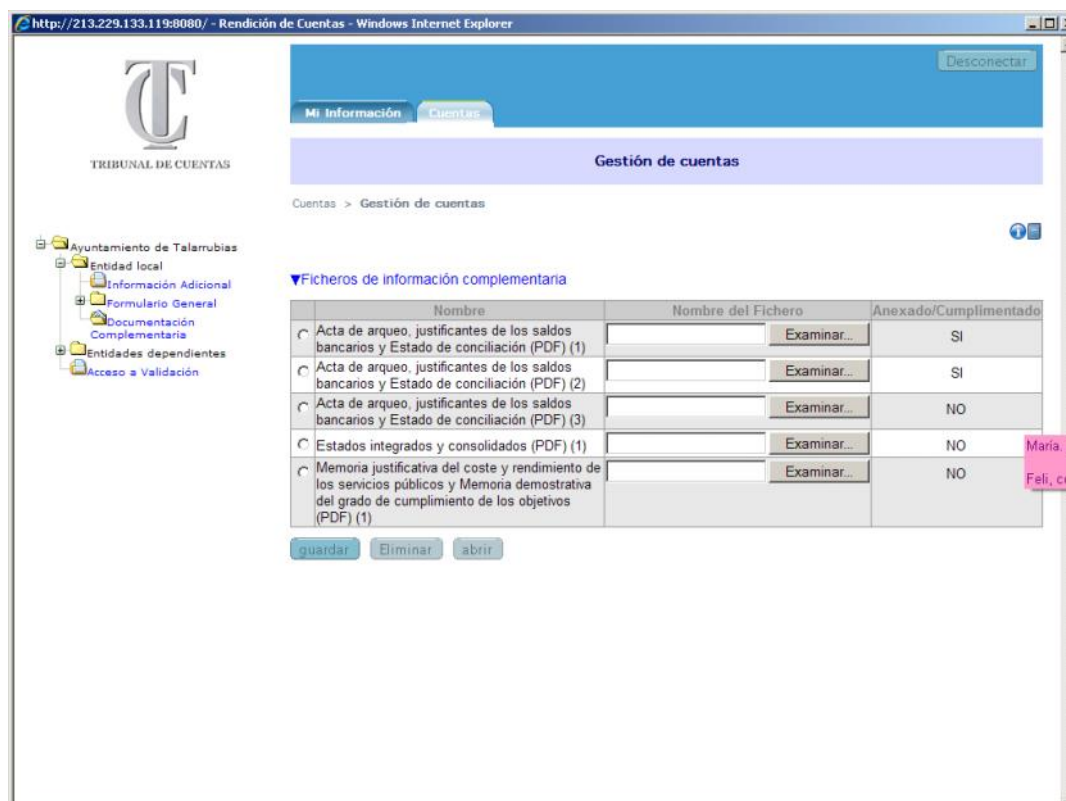 http://213.229.133.119:8080/ - Rendición de Cuentas - Windows Internet Explorer
Desconectar
Mi Información
Cuentas
TC
TRIBUNAL DE CUENTAS
Gestión de cuentas
Cuentas > Gestión de cuentas
Ayuntamiento de Talarrubias
Entidad local
Información Adicional
Formulario General
Documentación
Complementaria
Entidades dependientes
Acceso a Validación
▼Ficheros de información complementaria
Nombre Nombre del Fichero Anexado/Cumplimentado
Acta de arqueo, justificantes de los saldos
bancarios y Estado de conciliación (PDF) (1)
Examinar... SI
Acta de arqueo, justificantes de los saldos
bancarios y Estado de conciliación (PDF) (2)
Examinar... SI
Acta de arqueo, justificantes de los saldos
bancarios y Estado de conciliación (PDF) (3)
Examinar... NO
Estados integrados y consolidados (PDF) (1) Examinar... NO
Memoria justificativa del coste y rendimiento de
los servicios públicos y Memoria demostrativa
del grado de cumplimiento de los objetivos
(PDF) (1)
Examinar... NO
María.
Feli, c
guardar Eliminar abrir